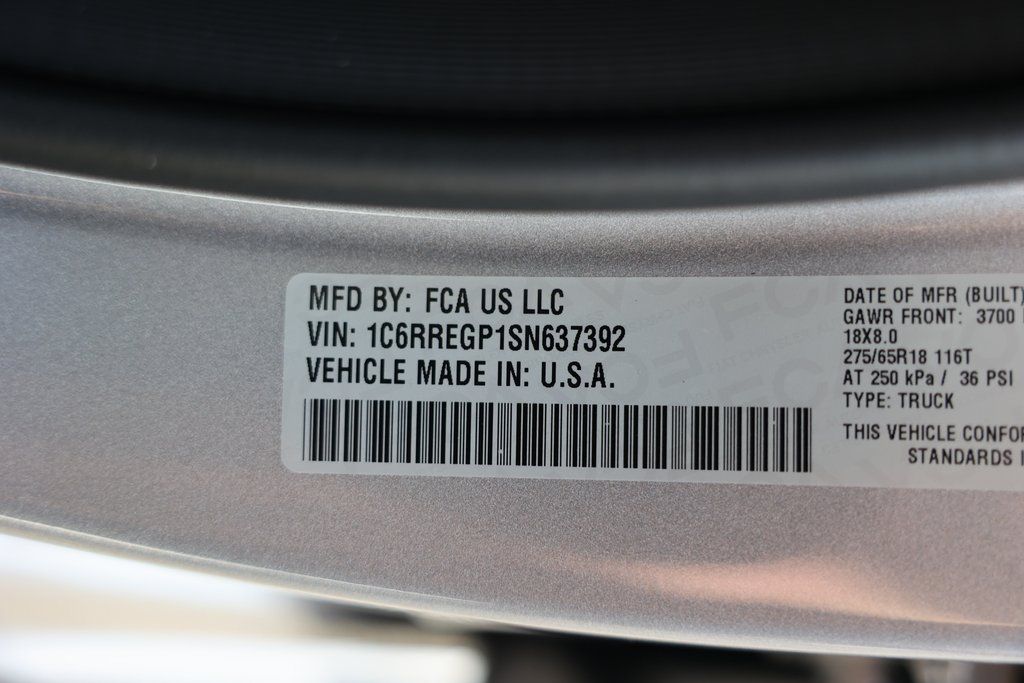 MFD BY: FCA US LLC
VIN: 1C6RREGP1SN637392
VEHICLE MADE IN: U.S.A.
DATE OF MFR (BUILT)
GAWR FRONT: 3700
18X8.0
275/65R18 116T
AT 250 kPa / 36 PSI
TYPE: TRUCK
THIS VEHICLE
STANDARDS